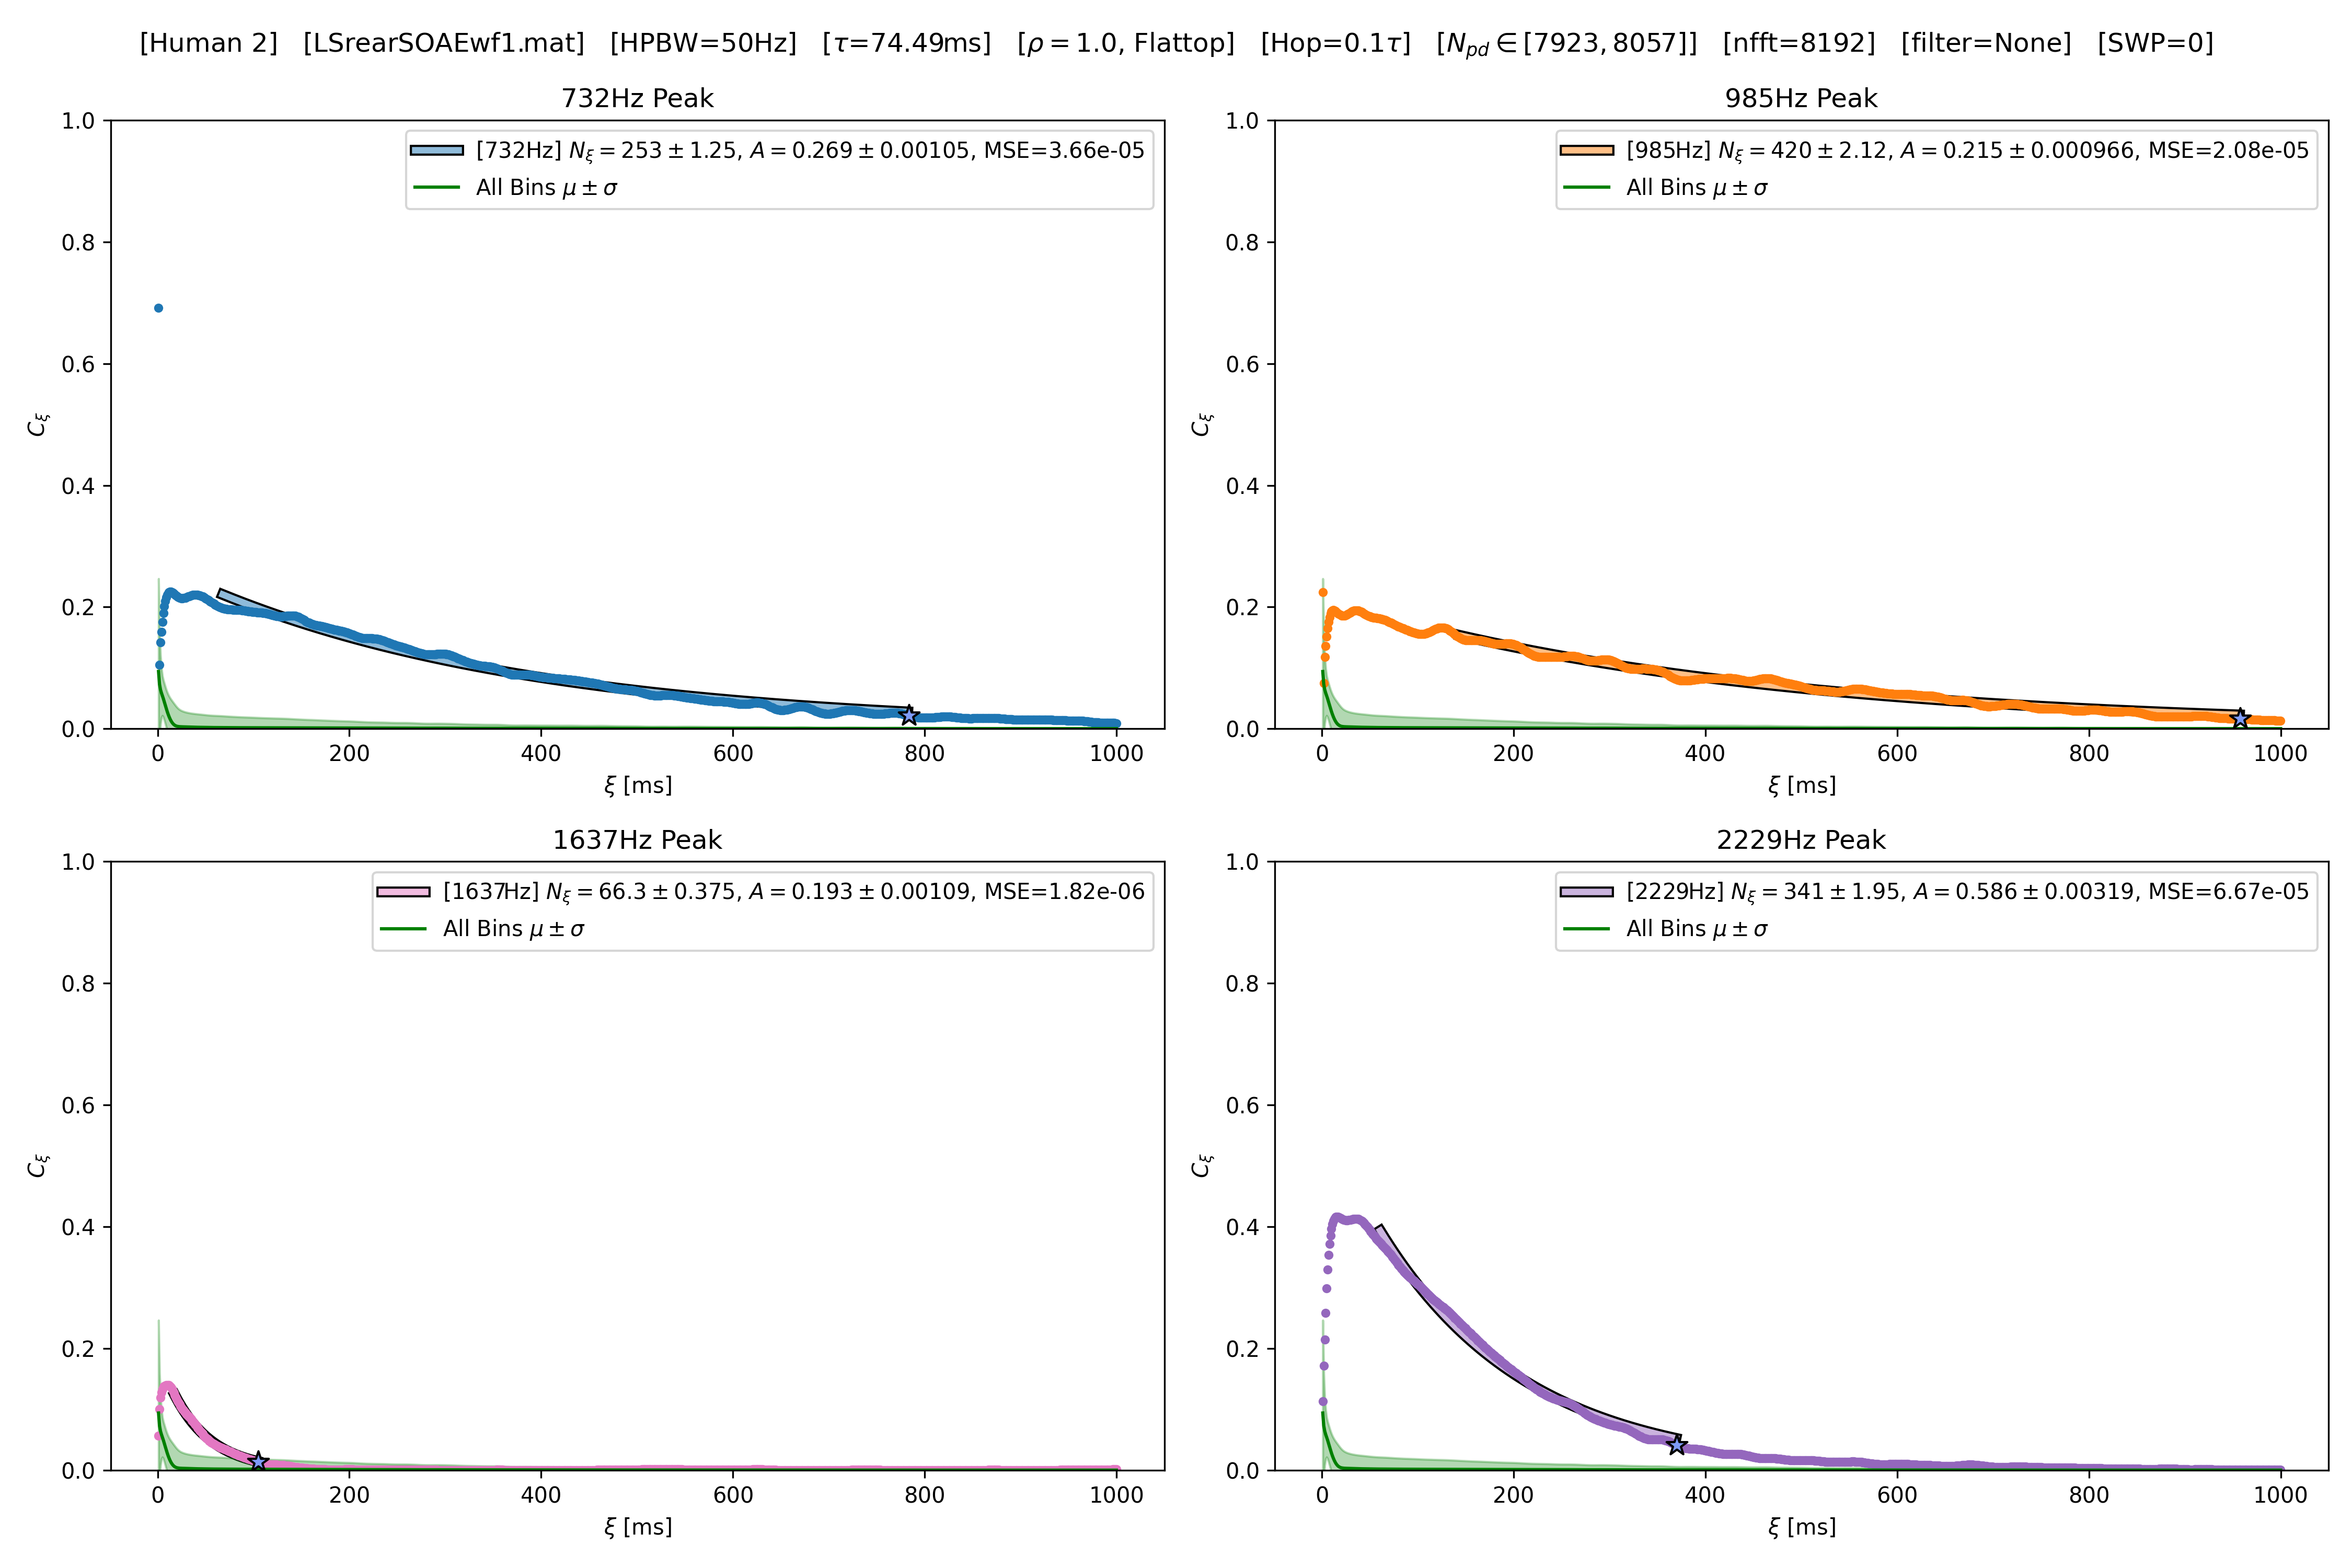 [Human 2] [LSrearSOAEwf1.mat] [HPBW=50Hz] [τ=74.49ms] [ρ = 1.0, Flattop] [Hop=0.1τ] [N_pd ∈ [7923, 8057]] [nfft=8192] [filter=None] [SWP=0]
732Hz Peak
1.0
0.8
0.6
0.4
0.2
0.0
C_ξ
[732Hz] N_ξ = 253 ± 1.25, A = 0.269 ± 0.00105, MSE=3.66e-05
All Bins μ ± σ
0 200 400 600 800 1000
ξ [ms]
985Hz Peak
1.0
0.8
0.6
0.4
0.2
0.0
C_ξ
[985Hz] N_ξ = 420 ± 2.12, A = 0.215 ± 0.000966, MSE=2.08e-05
All Bins μ ± σ
0 200 400 600 800 1000
ξ [ms]
1637Hz Peak
1.0
0.8
0.6
0.4
0.2
0.0
C_ξ
[1637Hz] N_ξ = 66.3 ± 0.375, A = 0.193 ± 0.00109, MSE=1.82e-06
All Bins μ ± σ
0 200 400 600 800 1000
ξ [ms]
2229Hz Peak
1.0
0.8
0.6
0.4
0.2
0.0
C_ξ
[2229Hz] N_ξ = 341 ± 1.95, A = 0.586 ± 0.00319, MSE=6.67e-05
All Bins μ ± σ
0 200 400 600 800 1000
ξ [ms]